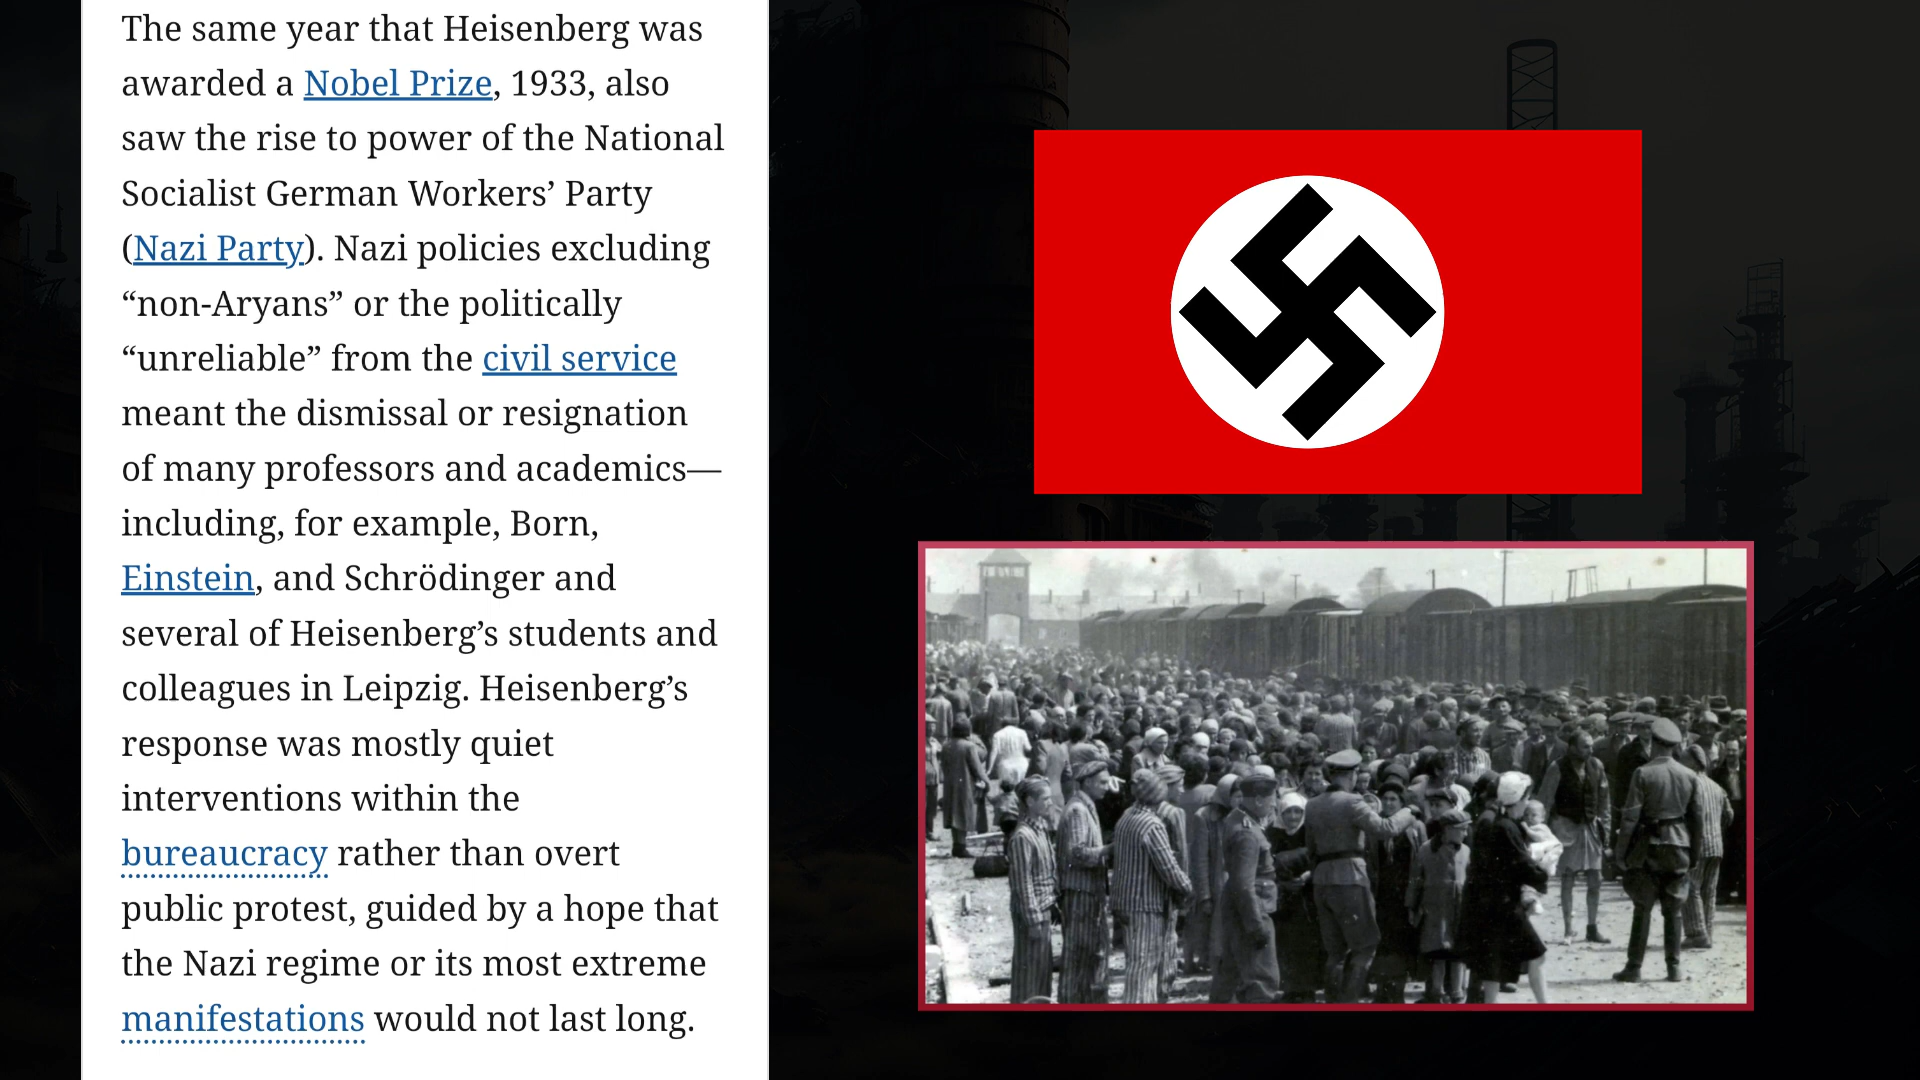 The same year that Heisenberg was
awarded a Nobel Prize, 1933, also
saw the rise to power of the National
Socialist German Workers’ Party
(Nazi Party). Nazi policies excluding
“non-Aryans” or the politically
“unreliable” from the civil service
meant the dismissal or resignation
of many professors and academics—
including, for example, Born,
Einstein, and Schrödinger and
several of Heisenberg’s students and
colleagues in Leipzig. Heisenberg’s
response was mostly quiet
interventions within the
bureaucracy rather than overt
public protest, guided by a hope that
the Nazi regime or its most extreme
manifestations would not last long.